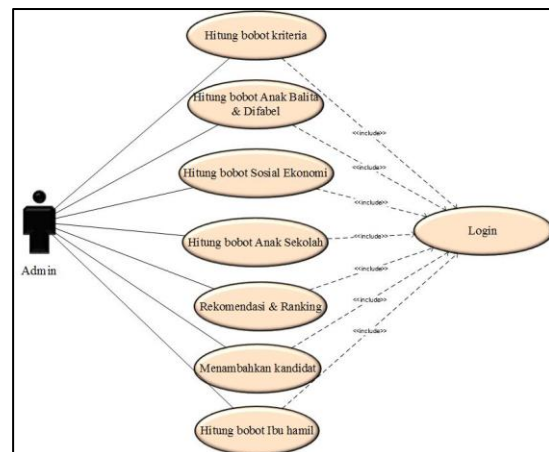 Hitung bobot kriteria
Hitung bobot Anak Balita
& Difabel
<<include>>
<<include>>
Hitung bobot Sosial Ekonomi
<<include>>
Admin
Hitung bobot Anak Sekolah
<<include>>
Login
<<include>>
Rekomendasi & Ranking
<<include>>
Menambahkan kandidat
<<include>>
Hitung bobot Ibu hamil